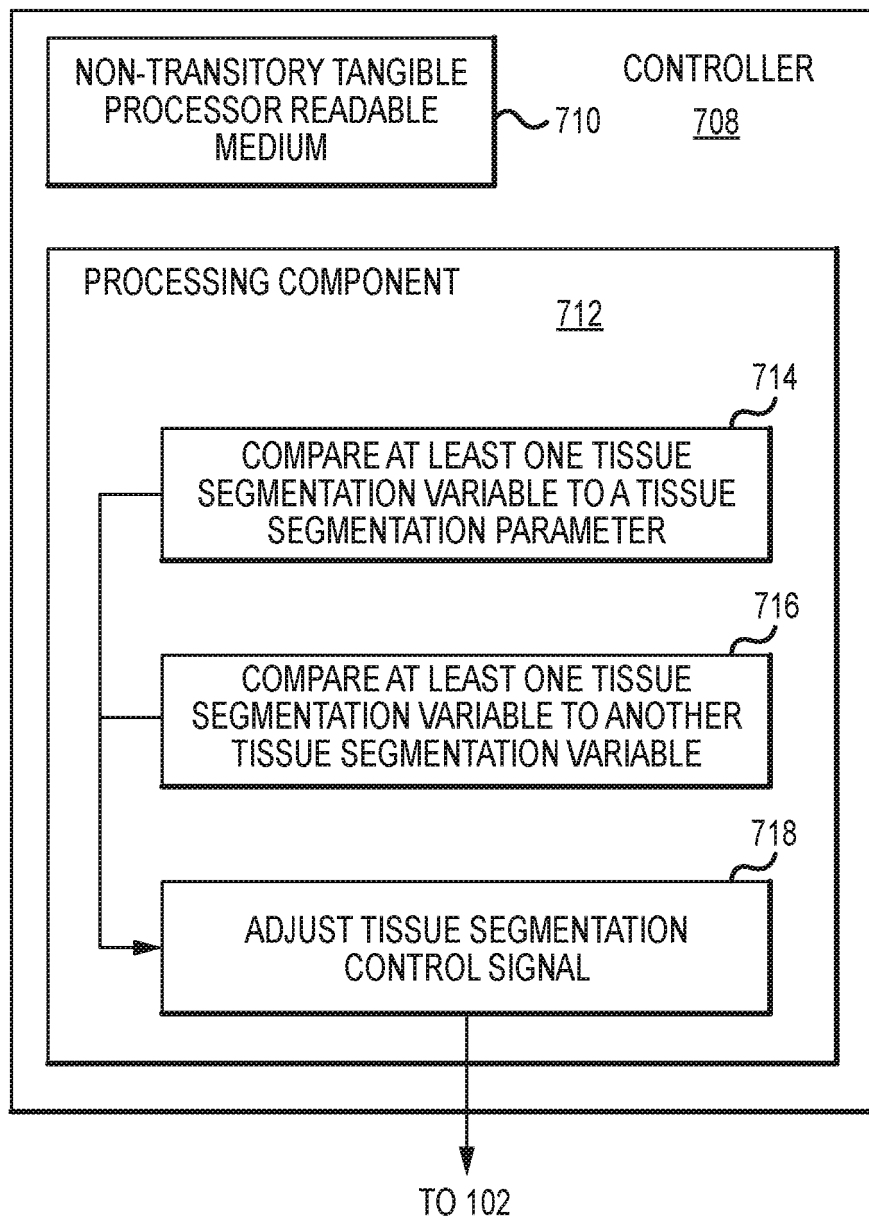 NON-TRANSITORY TANGIBLE
PROCESSOR READABLE
MEDIUM
710
CONTROLLER
708
PROCESSING COMPONENT
712
714
COMPARE AT LEAST ONE TISSUE
SEGMENTATION VARIABLE TO A TISSUE
SEGMENTATION PARAMETER
716
COMPARE AT LEAST ONE TISSUE
SEGMENTATION VARIABLE TO ANOTHER
TISSUE SEGMENTATION VARIABLE
718
ADJUST TISSUE SEGMENTATION
CONTROL SIGNAL
TO 102